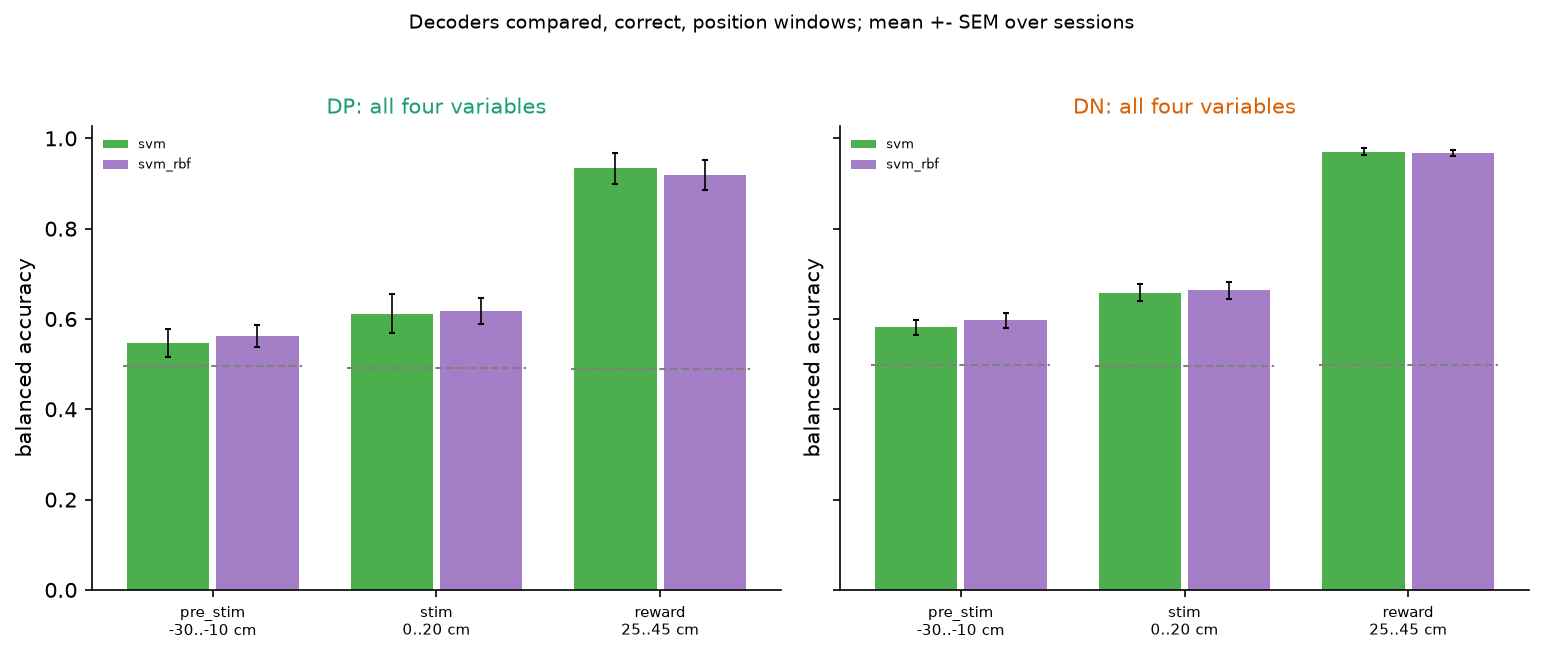 Decoders compared, correct, position windows; mean +- SEM over sessions
DP: all four variables
svm
svm_rbf
balanced accuracy
1.0
0.8
0.6
0.4
0.2
0.0
pre_stim
-30..-10 cm
stim
0..20 cm
reward
25..45 cm
DN: all four variables
svm
svm_rbf
balanced accuracy
pre_stim
-30..-10 cm
stim
0..20 cm
reward
25..45 cm